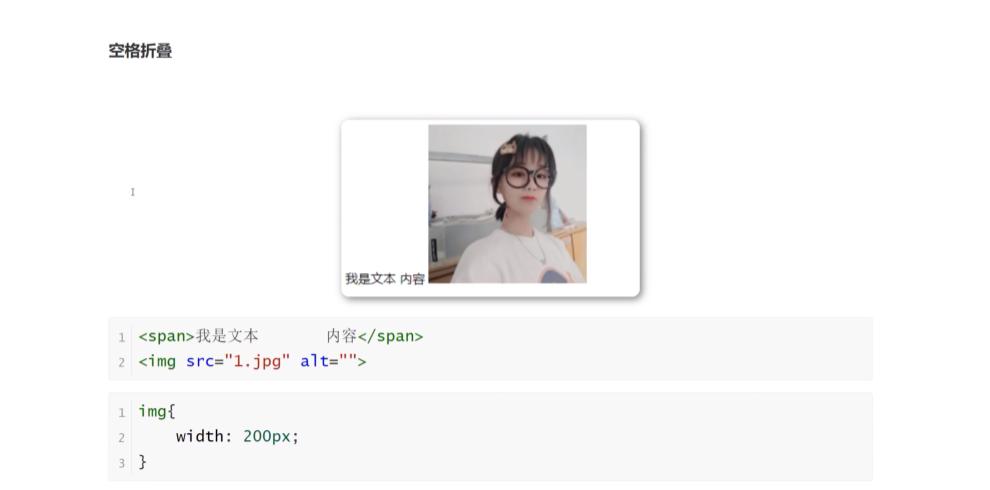 空格折叠
我是文本 内容
1 <span>我是文本        内容</span>
2 <img src="1.jpg" alt="">
1 img{
2     width: 200px;
3 }